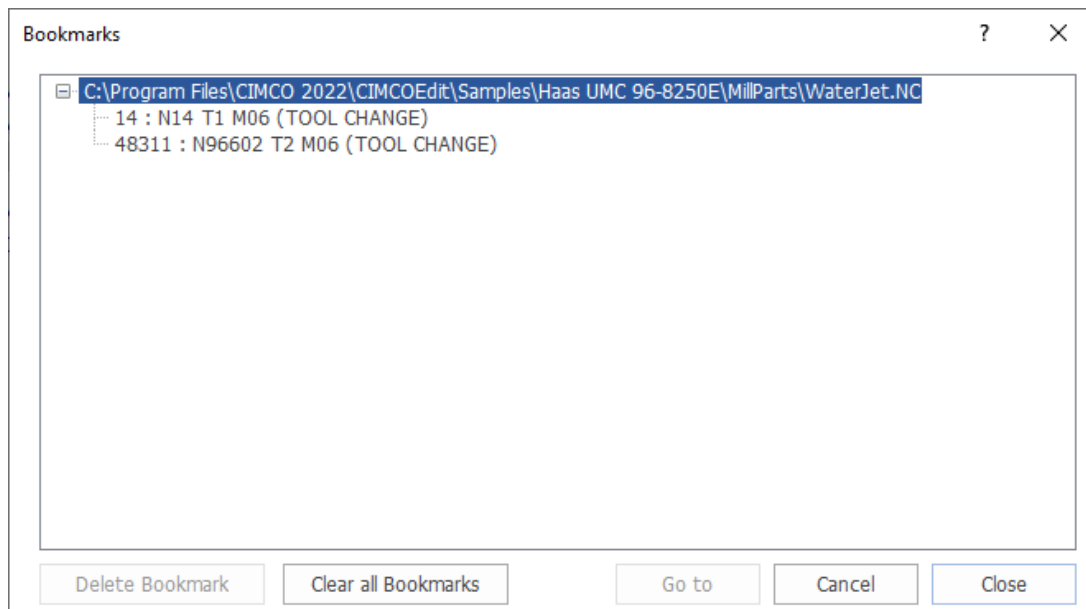 Bookmarks ?
C:\Program Files\CIMCO 2022\CIMCOEdit\Samples\Haas UMC 96-8250E\MillParts\WaterJet.NC
14 : N14 T1 M06 (TOOL CHANGE)
48311 : N96602 T2 M06 (TOOL CHANGE)
Delete Bookmark Clear all Bookmarks Go to Cancel Close